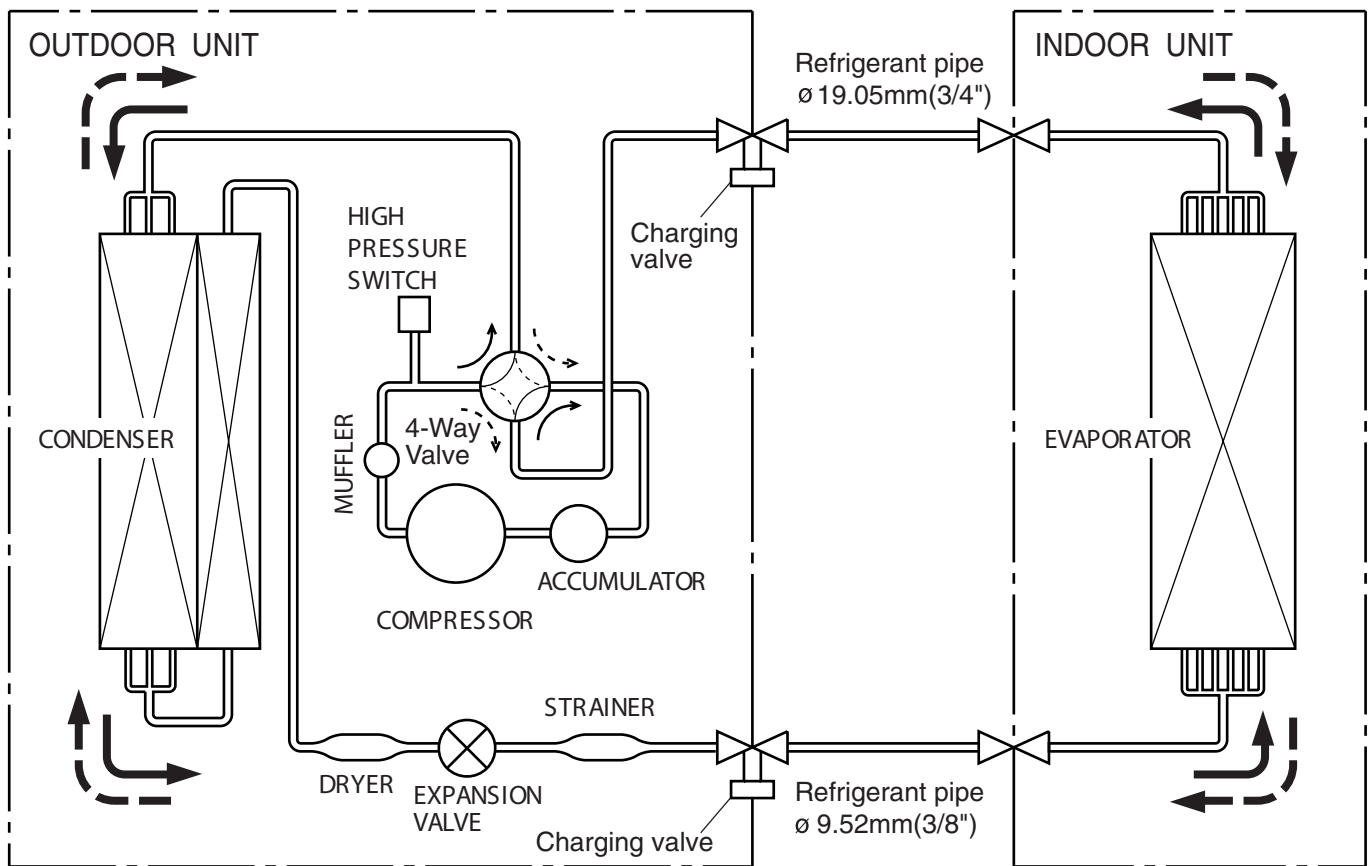 OUTDOOR UNIT
INDOOR UNIT
Refrigerant pipe
ø 19.05mm(3/4")
Charging
valve
HIGH
PRESSURE
SWITCH
4-Way
Valve
MUFFLER
CONDENSER
EVAPORATOR
ACCUMULATOR
COMPRESSOR
STRAINER
DRYER
EXPANSION
VALVE
Charging valve
Refrigerant pipe
ø 9.52mm(3/8")